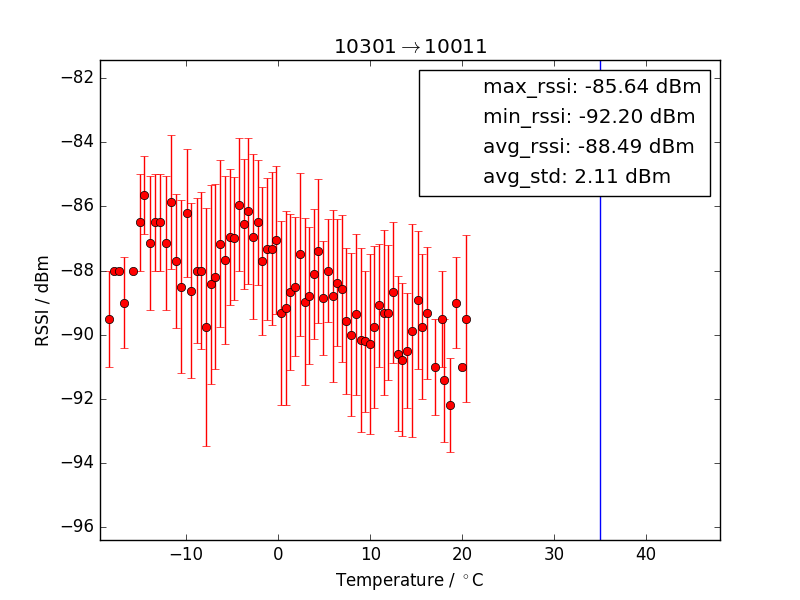 10301→10011
max_rssi: -85.64 dBm
min_rssi: -92.20 dBm
avg_rssi: -88.49 dBm
avg_std: 2.11 dBm
RSSI / dBm
−82
−84
−86
−88
−90
−92
−94
−96
−10 0 10 20 30 40
Temperature / °C